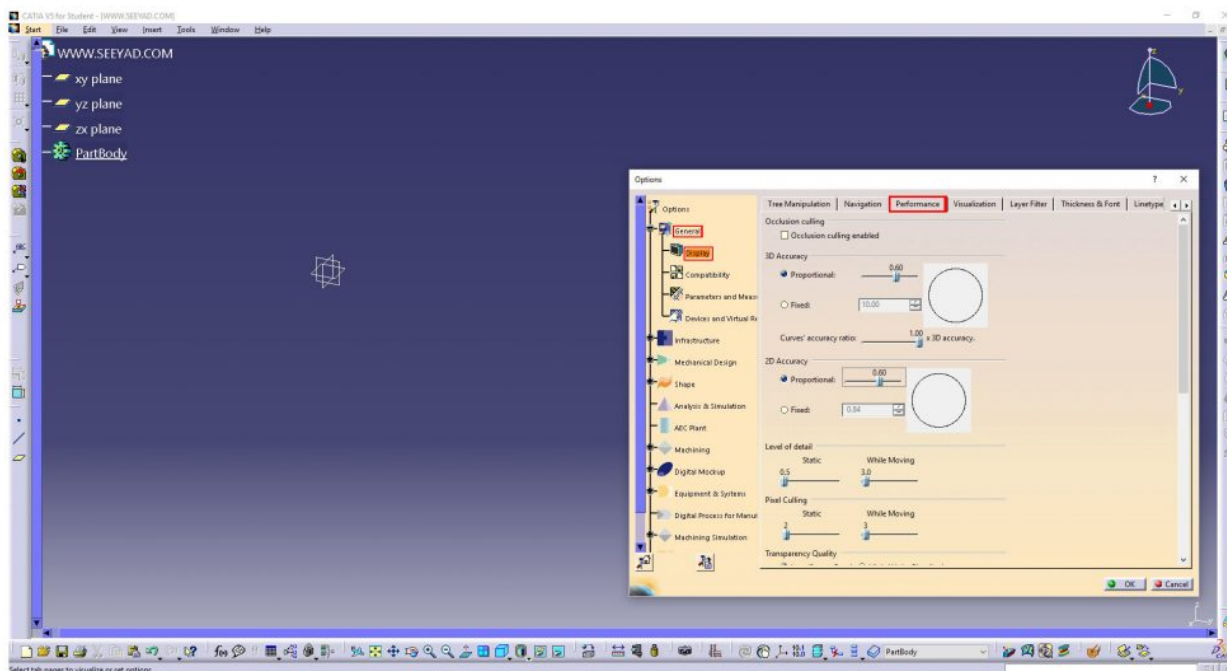 CATIA V5 for Student - [WWW.SEEYAD.COM]
Start File Edit View Insert Tools Window Help
WWW.SEEYAD.COM
xy plane
yz plane
zx plane
PartBody
z
y
Options
? ×
Options
General
Display
Compatibility
Parameters and Meas
Devices and Virtual Re
Infrastructure
Mechanical Design
Shape
Analysis & Simulation
AEC Plant
Machining
Digital Mockup
Equipment & Systems
Digital Process for Manuf
Machining Simulation
Tree Manipulation Navigation Performance Visualization Layer Filter Thickness & Font Linetype
Occlusion culling
Occlusion culling enabled
3D Accuracy
Proportional: 0.60
Fixed: 10.00
Curves' accuracy ratio: 1.00 x 3D accuracy.
2D Accuracy
Proportional: 0.60
Fixed: 0.84
Level of detail
Static While Moving
0.5 3.0
Pixel Culling
Static While Moving
2 3
Transparency Quality
OK Cancel
PartBody
Select tab pages to visualize or set options